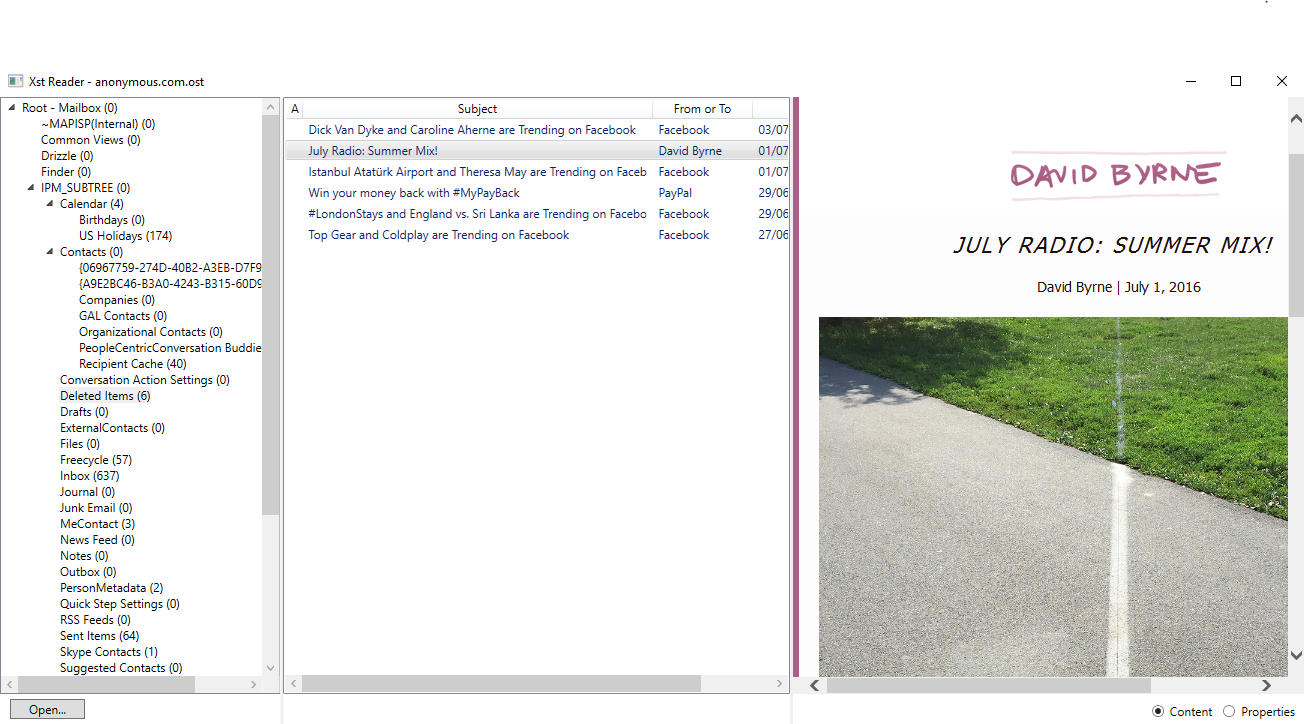 Xst Reader - anonymous.com.ost
Root - Mailbox (0)
~MAPISP(Internal) (0)
Common Views (0)
Drizzle (0)
Finder (0)
IPM_SUBTREE (0)
Calendar (4)
Birthdays (0)
US Holidays (174)
Contacts (0)
{06967759-274D-40B2-A3EB-D7F9
{A9E2BC46-B3A0-4243-B315-60D9
Companies (0)
GAL Contacts (0)
Organizational Contacts (0)
PeopleCentricConversation Buddie
Recipient Cache (40)
Conversation Action Settings (0)
Deleted Items (6)
Drafts (0)
ExternalContacts (0)
Files (0)
Freecycle (57)
Inbox (637)
Journal (0)
Junk Email (0)
MeContact (3)
News Feed (0)
Notes (0)
Outbox (0)
PersonMetadata (2)
Quick Step Settings (0)
RSS Feeds (0)
Sent Items (64)
Skype Contacts (1)
Suggested Contacts (0)
Open...
A Subject From or To
Dick Van Dyke and Caroline Aherne are Trending on Facebook Facebook 03/07
July Radio: Summer Mix! David Byrne 01/07
Istanbul Atatürk Airport and Theresa May are Trending on Faceb Facebook 01/07
Win your money back with #MyPayBack PayPal 29/06
#LondonStays and England vs. Sri Lanka are Trending on Facebo Facebook 29/06
Top Gear and Coldplay are Trending on Facebook Facebook 27/06
DAVID BYRNE
JULY RADIO: SUMMER MIX!
David Byrne | July 1, 2016
Content Properties